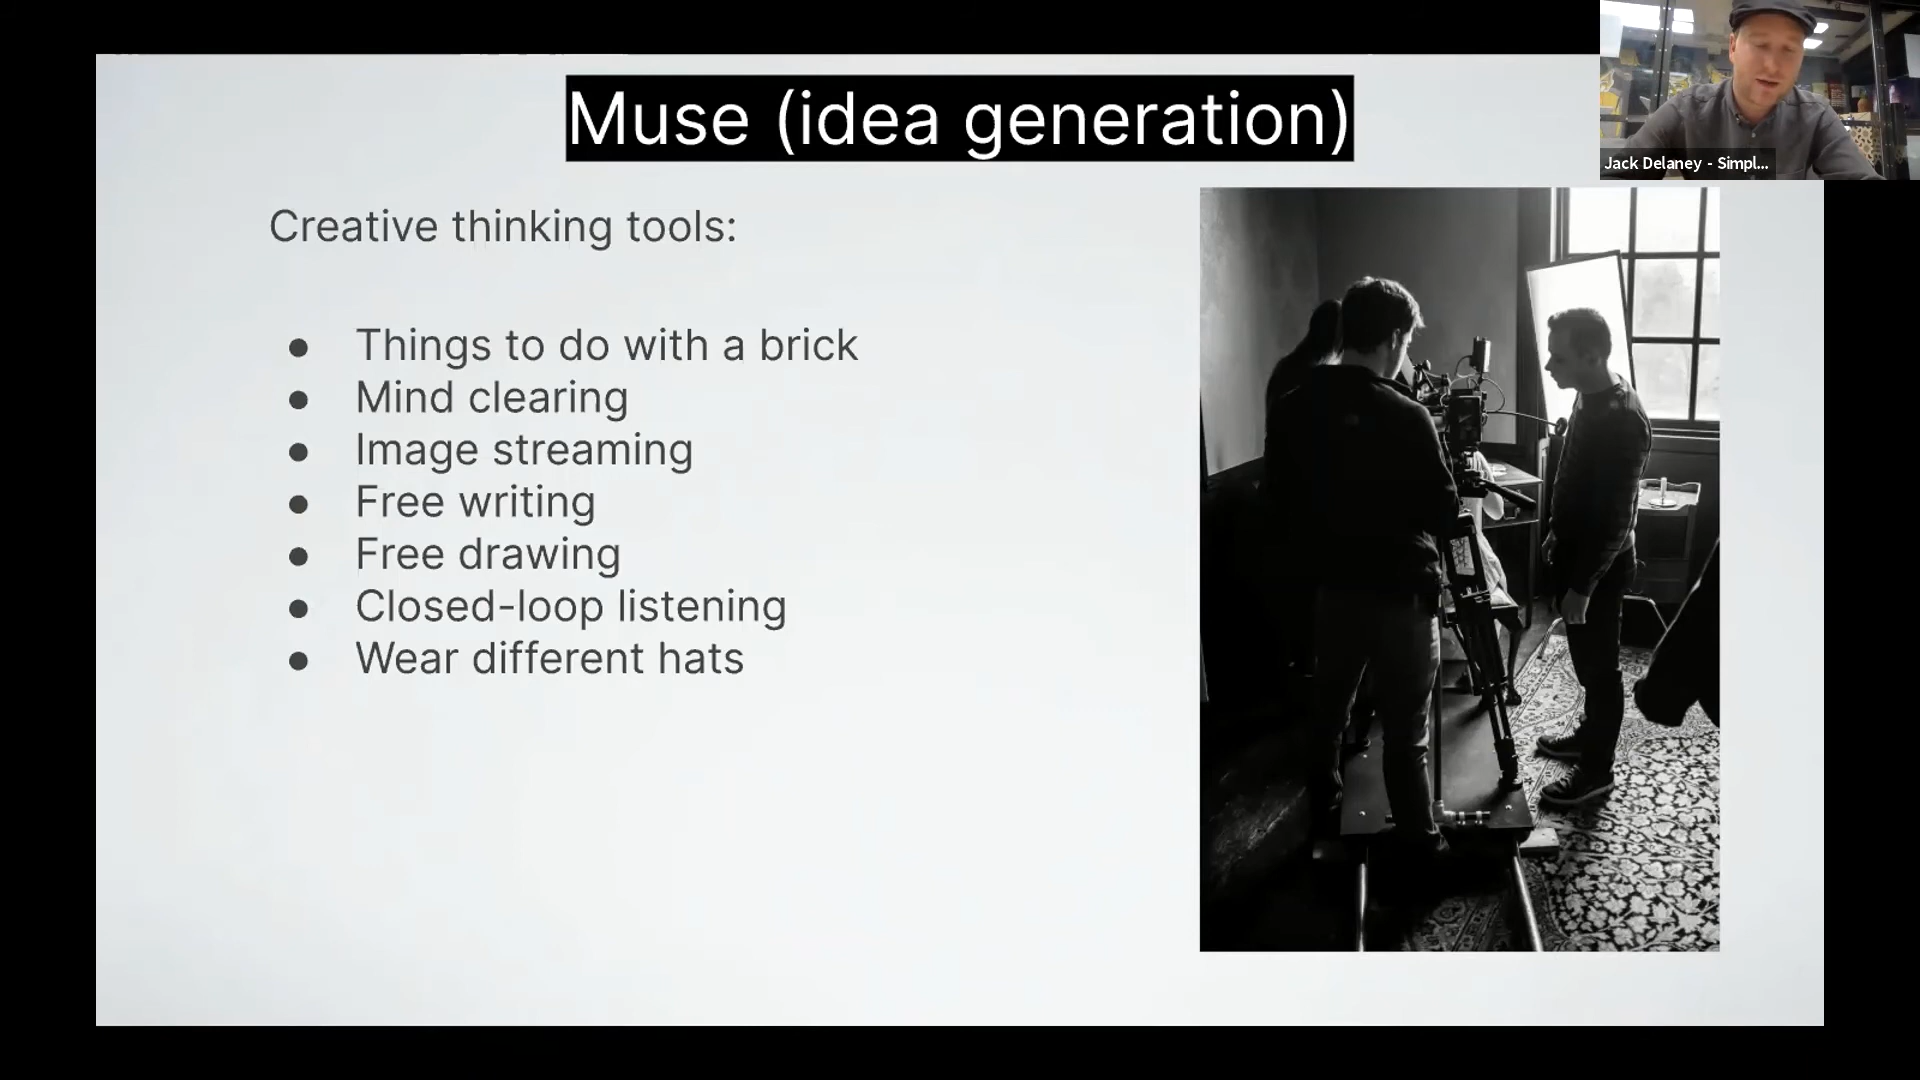 Muse (idea generation)
Jack Delaney - Simpl...
Creative thinking tools:
● Things to do with a brick
● Mind clearing
● Image streaming
● Free writing
● Free drawing
● Closed-loop listening
● Wear different hats